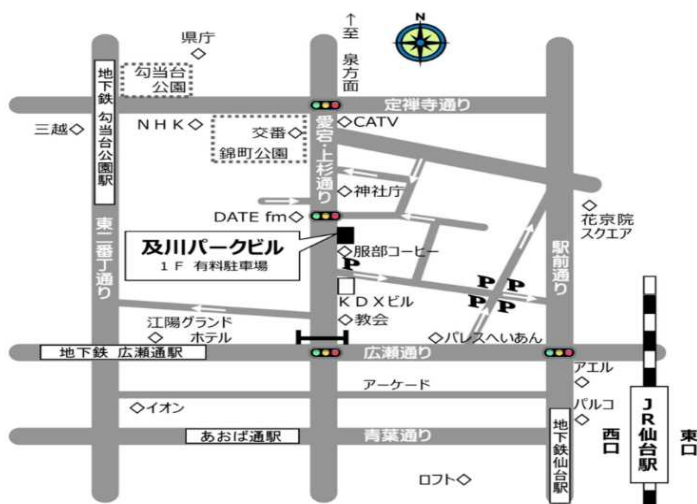 ↑至 泉方面
N
県庁
勾当台
公園
地下鉄 勾当台公園駅
定禅寺通り
三越
NHK
交番
錦町公園
愛宕・上杉通り
CATV
神社庁
DATE fm
花京院
スクエア
及川パークビル
1F 有料駐車場
服部コーヒー
P
東二番丁通り
駅前通り
P P
P P
KDXビル
教会
江陽グランド
ホテル
パレスへいあん
地下鉄 広瀬通駅
広瀬通り
アエル
アーケード
パルコ
イオン
あおば通駅
青葉通り
地下鉄仙台駅
西口
JR仙台駅
東口
ロフト